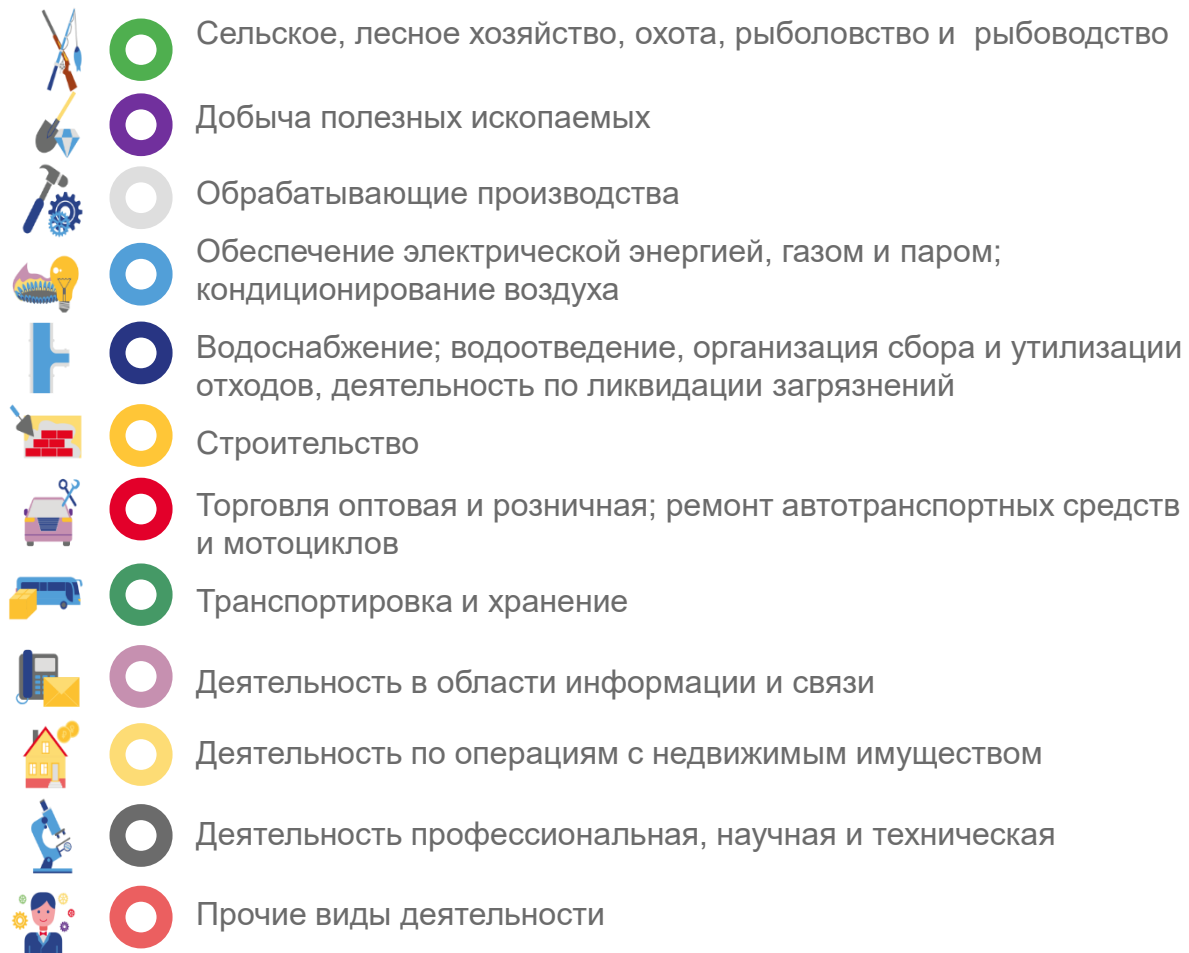 Сельское, лесное хозяйство, охота, рыболовство и рыбоводство
Добыча полезных ископаемых
Обрабатывающие производства
Обеспечение электрической энергией, газом и паром;
кондиционирование воздуха
Водоснабжение; водоотведение, организация сбора и утилизации
отходов, деятельность по ликвидации загрязнений
Строительство
Торговля оптовая и розничная; ремонт автотранспортных средств
и мотоциклов
Транспортировка и хранение
Деятельность в области информации и связи
Деятельность по операциям с недвижимым имуществом
Деятельность профессиональная, научная и техническая
Прочие виды деятельности